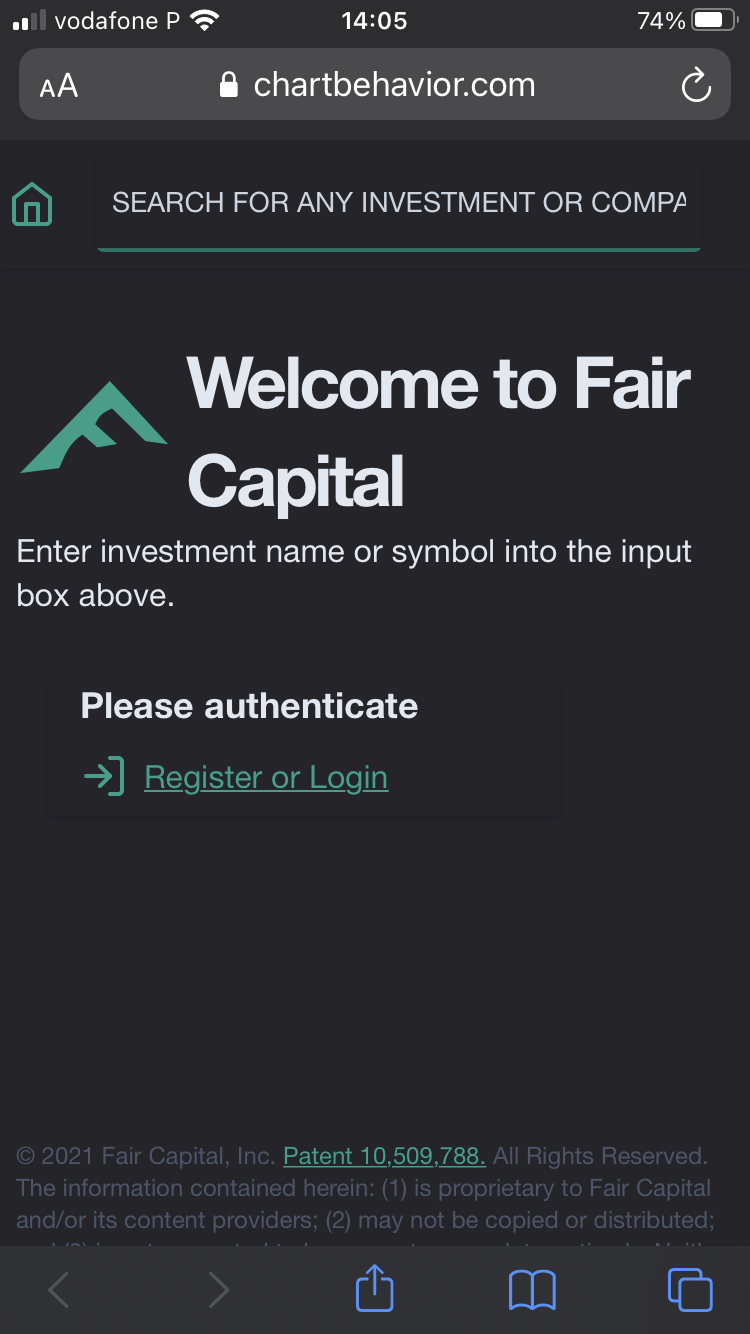 vodafone P
14:05
74%
AA
chartbehavior.com
SEARCH FOR ANY INVESTMENT OR COMPA
Welcome to Fair
Capital
Enter investment name or symbol into the input
box above.
Please authenticate
Register or Login
© 2021 Fair Capital, Inc. Patent 10,509,788. All Rights Reserved.
The information contained herein: (1) is proprietary to Fair Capital
and/or its content providers; (2) may not be copied or distributed;